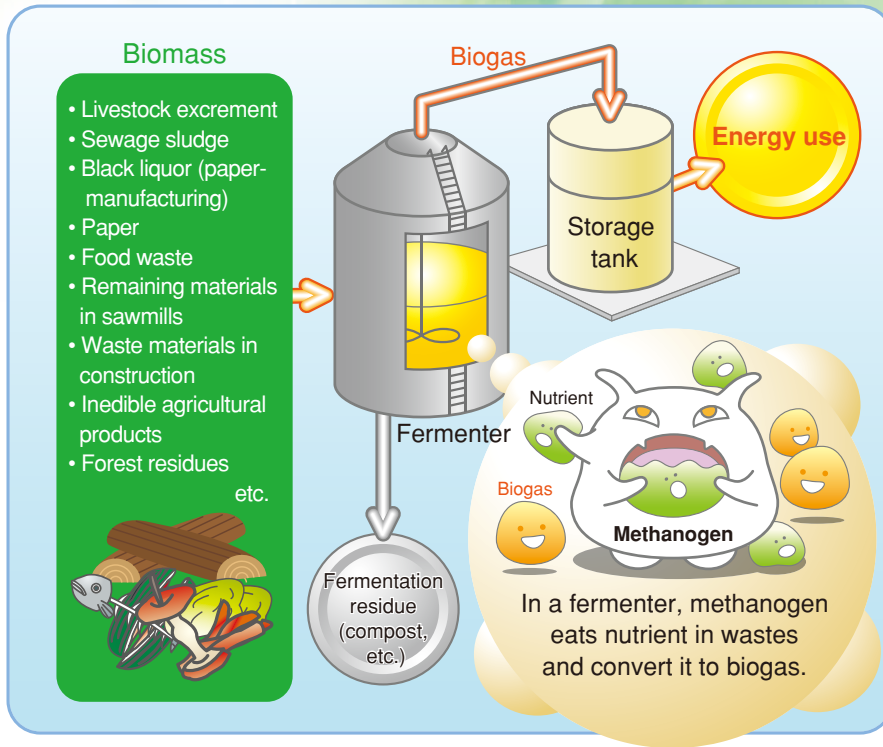 Biomass
• Livestock excrement
• Sewage sludge
• Black liquor (paper-
manufacturing)
• Paper
• Food waste
• Remaining materials
in sawmills
• Waste materials in
construction
• Inedible agricultural
products
• Forest residues
etc.
Biogas
Energy use
Storage
tank
Fermenter
Fermentation
residue
(compost,
etc.)
Nutrient
Biogas
Methanogen
In a fermenter, methanogen
eats nutrient in wastes
and convert it to biogas.